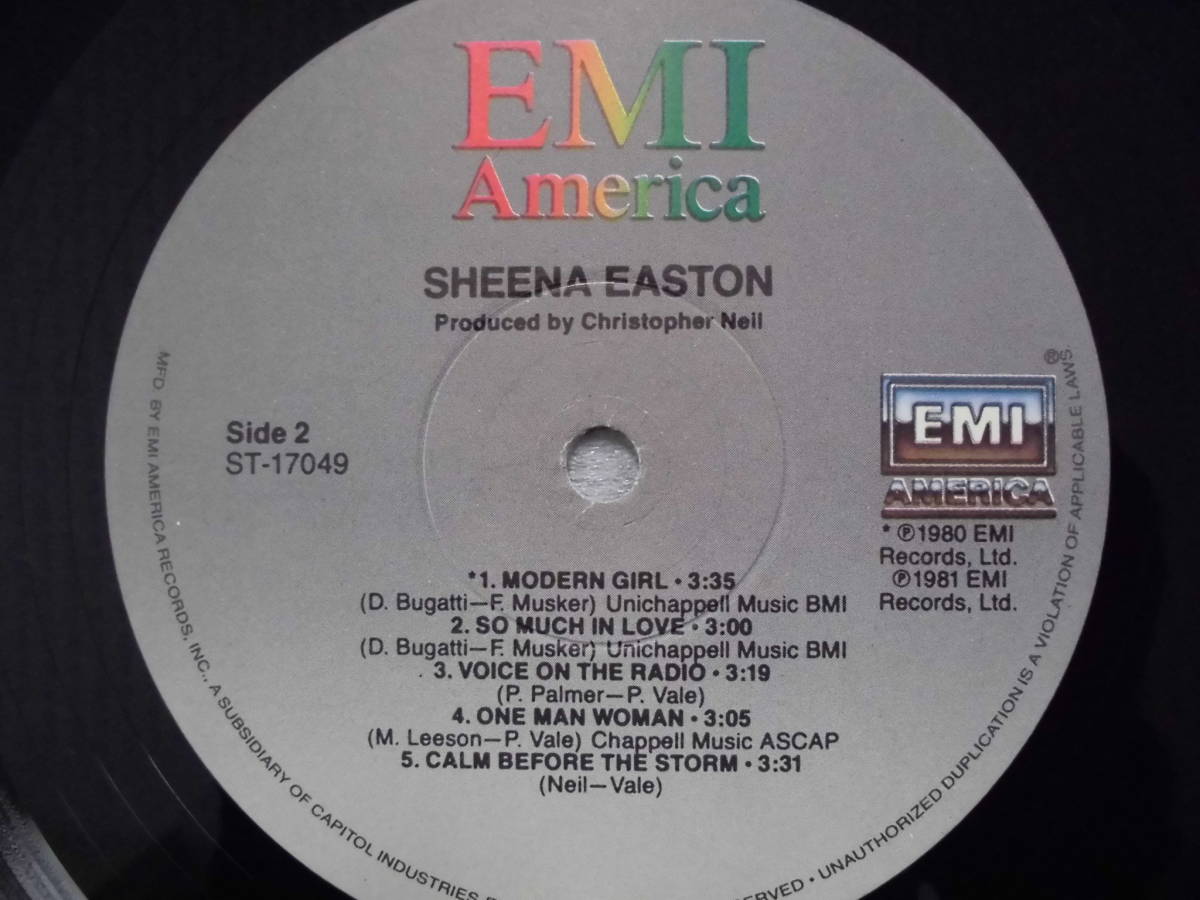 EMI
America
SHEENA EASTON
Produced by Christopher Neil
Side 2
ST-17049
®
EMI
AMERICA
* ℗1980 EMI
Records, Ltd.
℗1981 EMI
Records, Ltd.
*1. MODERN GIRL • 3:35
(D. Bugatti—F. Musker) Unichappell Music BMI
2. SO MUCH IN LOVE • 3:00
(D. Bugatti—F. Musker) Unichappell Music BMI
3. VOICE ON THE RADIO • 3:19
(P. Palmer—P. Vale)
4. ONE MAN WOMAN • 3:05
(M. Leeson—P. Vale) Chappell Music ASCAP
5. CALM BEFORE THE STORM • 3:31
(Neil—Vale)
MFD. BY EMI AMERICA RECORDS, INC., A SUBSIDIARY OF CAPITOL INDUSTRIES
• UNAUTHORIZED DUPLICATION IS A VIOLATION OF APPLICABLE LAWS.